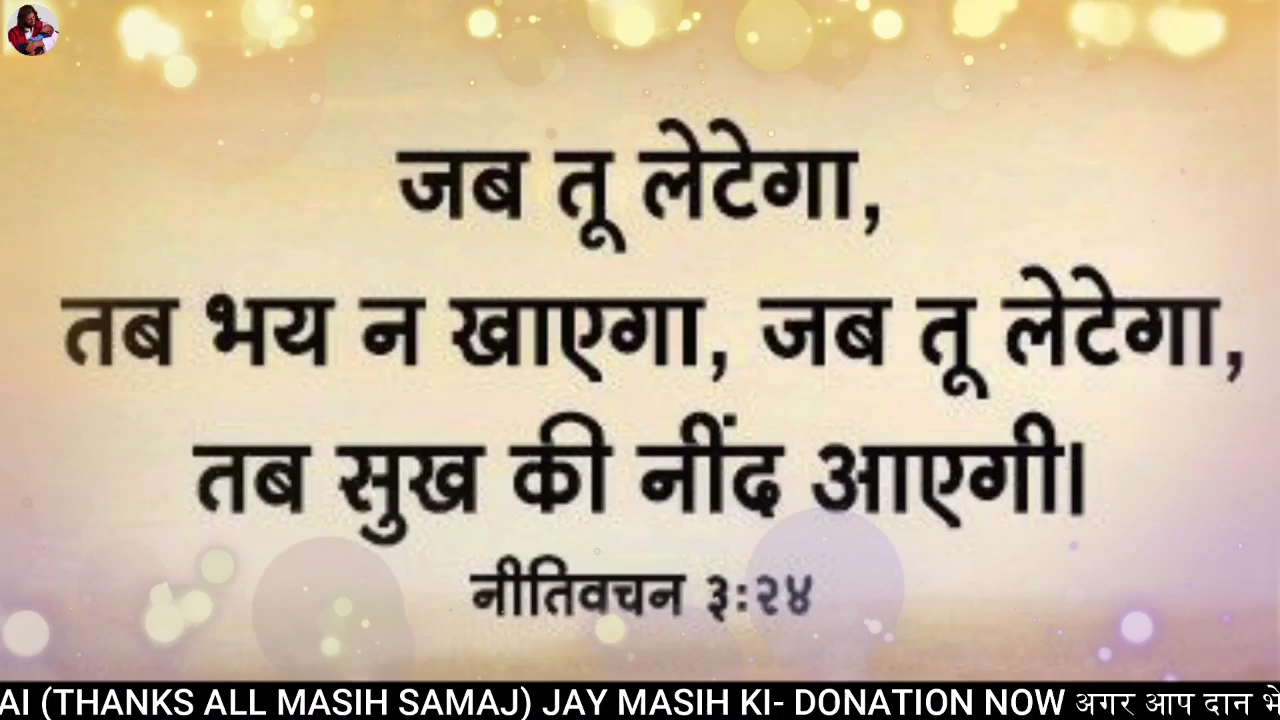 जब तू लेटेगा,
तब भय न खाएगा, जब तू लेटेगा,
तब सुख की नींद आएगी।
नीतिवचन ३:२४
AI (THANKS ALL MASIH SAMAJ) JAY MASIH KI- DONATION NOW अगर आप दान भे